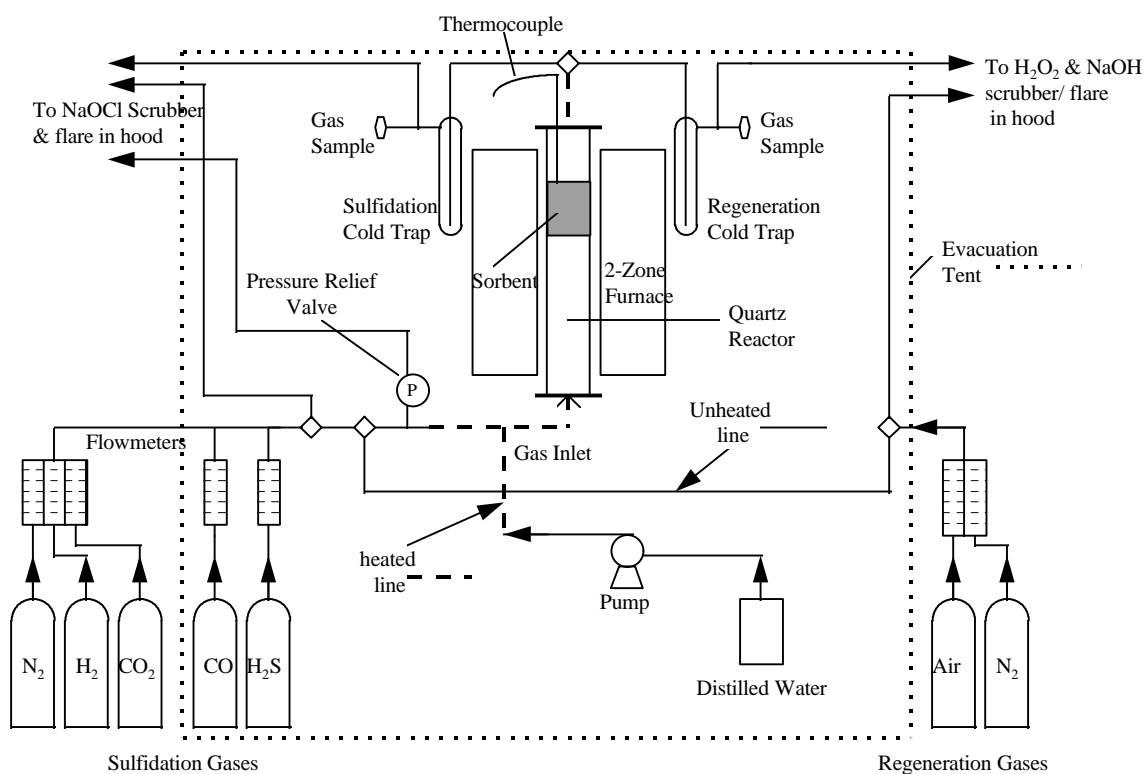 Thermocouple
To NaOCl Scrubber
& flare in hood
Gas
Sample
Gas
Sample
To H₂O₂ & NaOH
scrubber/ flare
in hood
Sulfidation
Cold Trap
Regeneration
Cold Trap
Sorbent
2-Zone
Furnace
Evacuation
Tent
Pressure Relief
Valve
Quartz
Reactor
P
Flowmeters
Gas Inlet
Unheated
line
heated
line
Pump
Distilled Water
N₂
H₂
CO₂
CO
H₂S
Air
N₂
Sulfidation Gases
Regeneration Gases